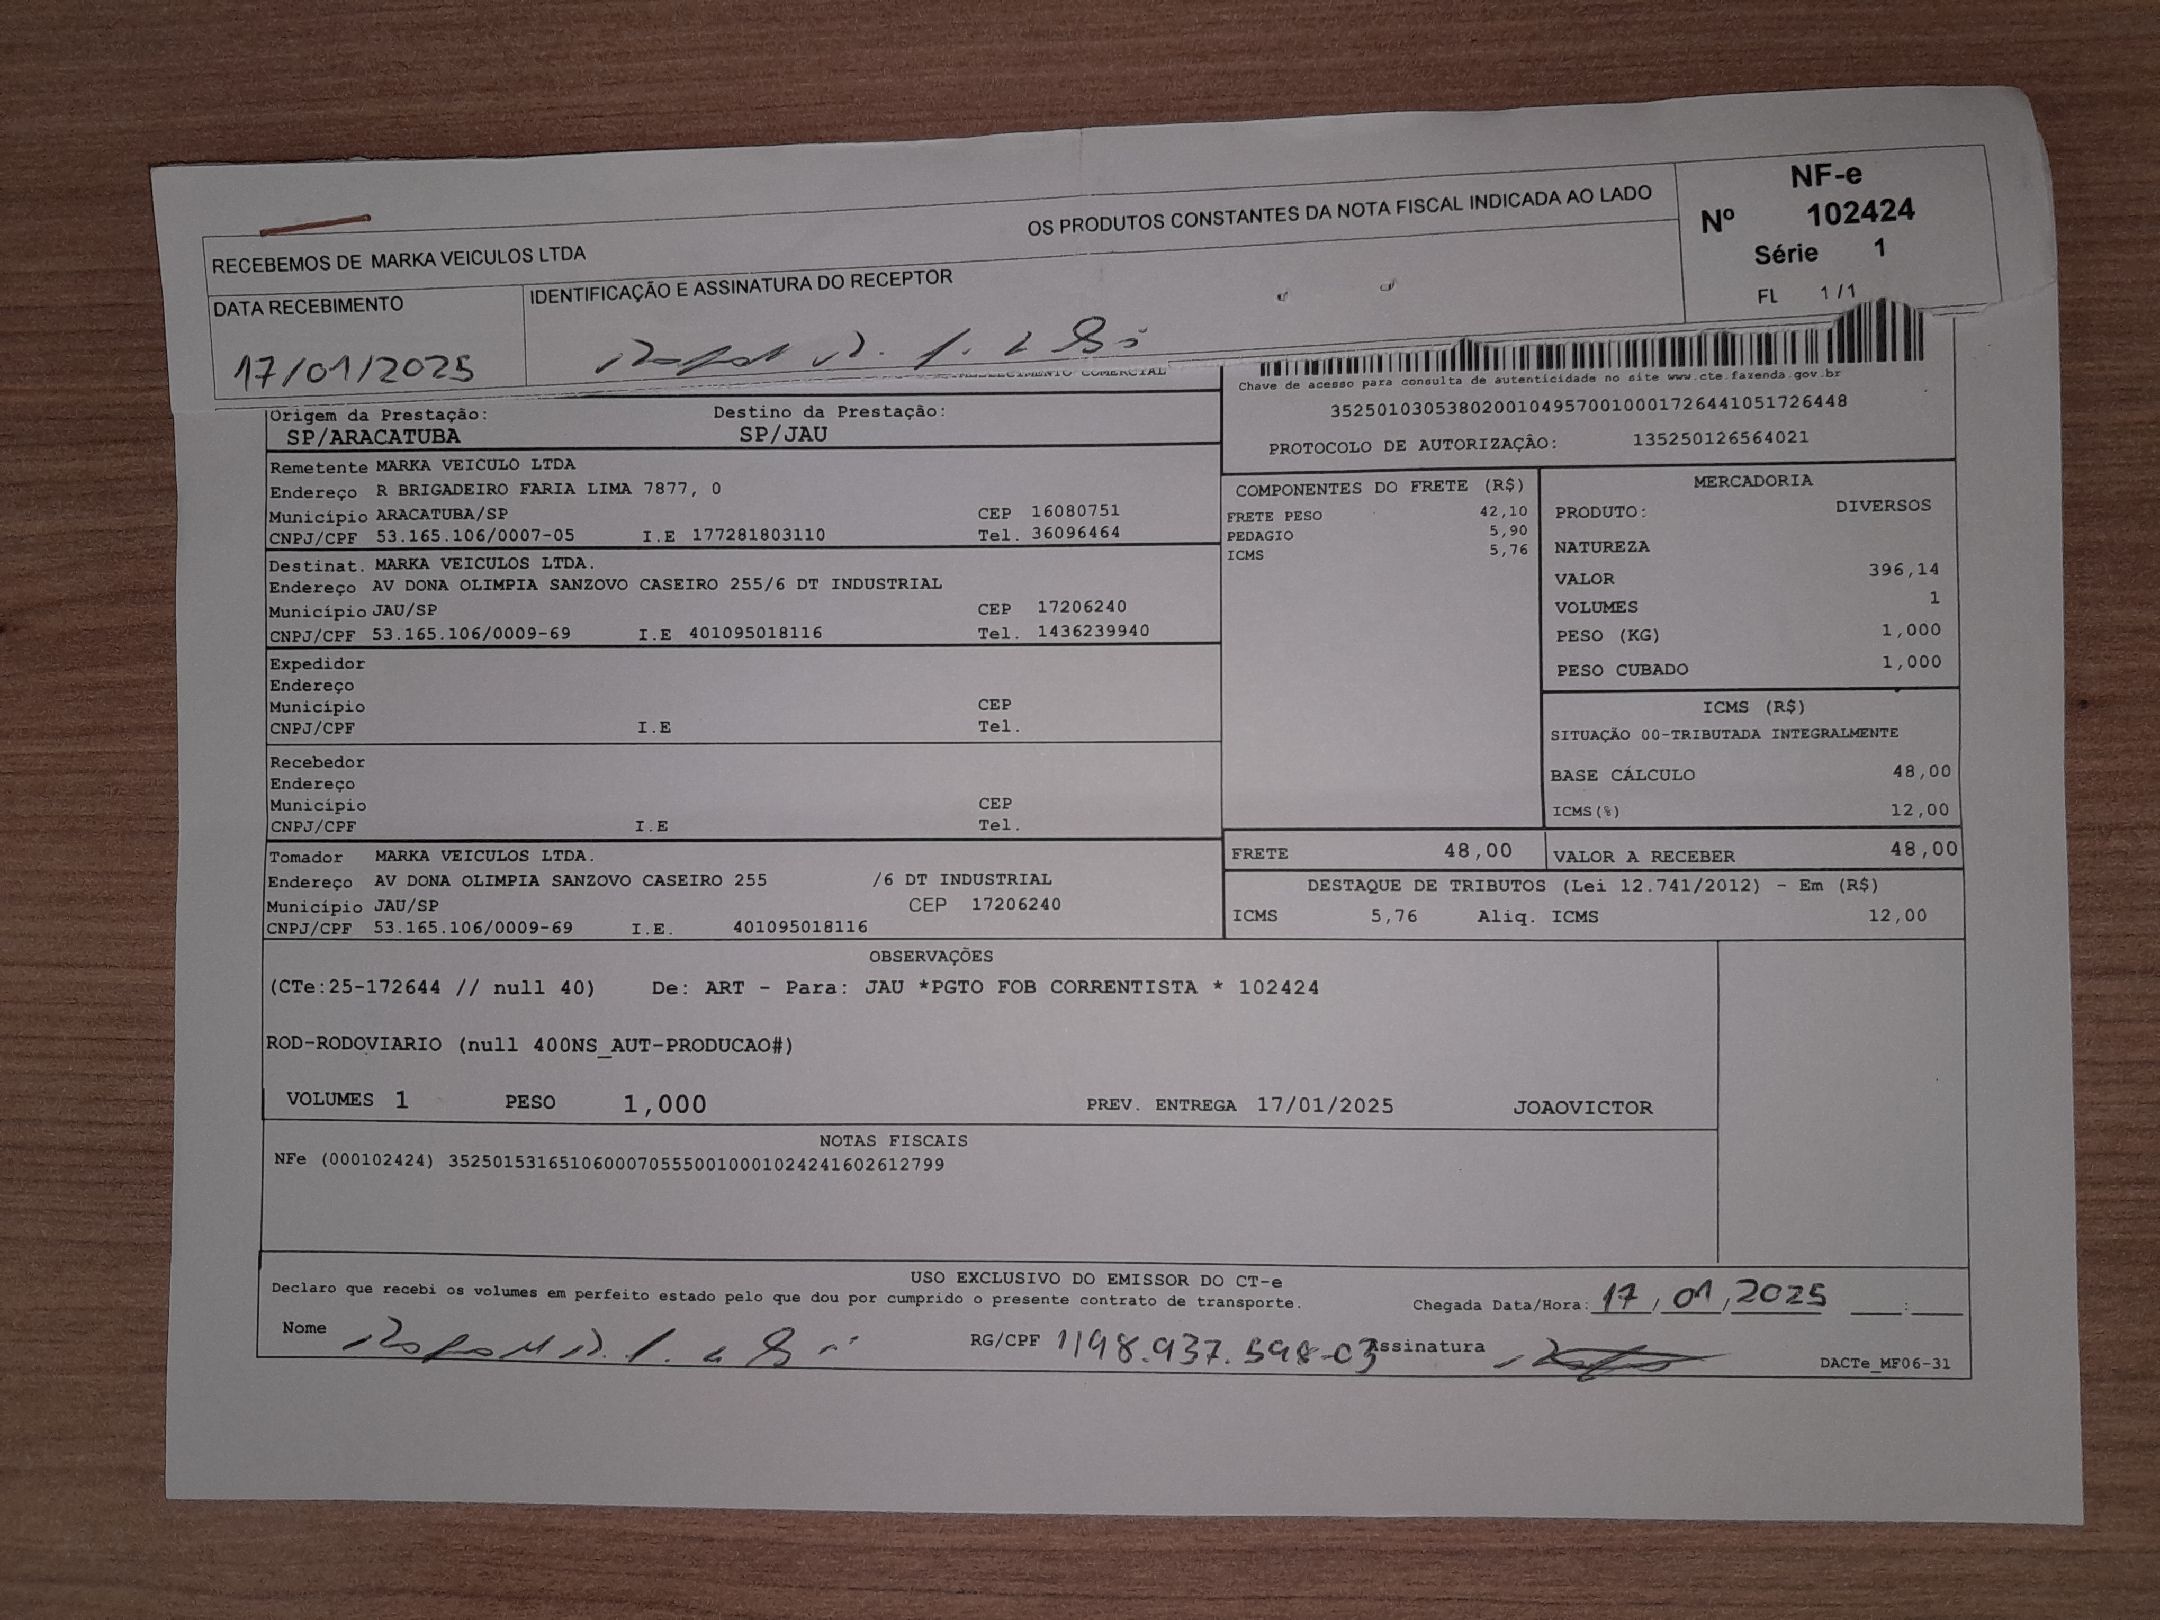 RECEBEMOS DE MARKA VEICULOS LTDA OS PRODUTOS CONSTANTES DA NOTA FISCAL INDICADA AO LADO
NF-e
Nº 102424
Série 1
FL 1 /1
DATA RECEBIMENTO
17/01/2025
IDENTIFICAÇÃO E ASSINATURA DO RECEPTOR
Chave de acesso para consulta de autenticidade no site www.cte.fazenda.gov.br
35250103053802001049570010001726441051726448
PROTOCOLO DE AUTORIZAÇÃO: 135250126564021
Origem da Prestação: Destino da Prestação:
SP/ARACATUBA SP/JAU
Remetente MARKA VEICULO LTDA
Endereço R BRIGADEIRO FARIA LIMA 7877, 0
Município ARACATUBA/SP CEP 16080751
CNPJ/CPF 53.165.106/0007-05 I.E 177281803110 Tel. 36096464
Destinat. MARKA VEICULOS LTDA.
Endereço AV DONA OLIMPIA SANZOVO CASEIRO 255/6 DT INDUSTRIAL
Município JAU/SP CEP 17206240
CNPJ/CPF 53.165.106/0009-69 I.E 401095018116 Tel. 1436239940
Expedidor
Endereço
Município CEP
CNPJ/CPF I.E Tel.
Recebedor
Endereço
Município CEP
CNPJ/CPF I.E Tel.
Tomador MARKA VEICULOS LTDA.
Endereço AV DONA OLIMPIA SANZOVO CASEIRO 255 /6 DT INDUSTRIAL
Município JAU/SP CEP 17206240
CNPJ/CPF 53.165.106/0009-69 I.E. 401095018116
COMPONENTES DO FRETE (R$)
FRETE PESO 42,10
PEDAGIO 5,90
ICMS 5,76
MERCADORIA
PRODUTO: DIVERSOS
NATUREZA
VALOR 396,14
VOLUMES 1
PESO (KG) 1,000
PESO CUBADO 1,000
ICMS (R$)
SITUAÇÃO 00-TRIBUTADA INTEGRALMENTE
BASE CÁLCULO 48,00
ICMS(%) 12,00
FRETE 48,00 VALOR A RECEBER 48,00
DESTAQUE DE TRIBUTOS (Lei 12.741/2012) - Em (R$)
ICMS 5,76 Aliq. ICMS 12,00
OBSERVAÇÕES
(CTe:25-172644 // null 40) De: ART - Para: JAU *PGTO FOB CORRENTISTA * 102424
ROD-RODOVIARIO (null 400NS_AUT-PRODUCAO#)
VOLUMES 1 PESO 1,000 PREV. ENTREGA 17/01/2025 JOAOVICTOR
NOTAS FISCAIS
NFe (000102424) 35250153165106000705550010001024241602612799
USO EXCLUSIVO DO EMISSOR DO CT-e
Declaro que recebi os volumes em perfeito estado pelo que dou por cumprido o presente contrato de transporte. Chegada Data/Hora: 17/01/2025 ___:___
Nome RG/CPF 1198.937.598-03 Assinatura
DACTe_MF06-31